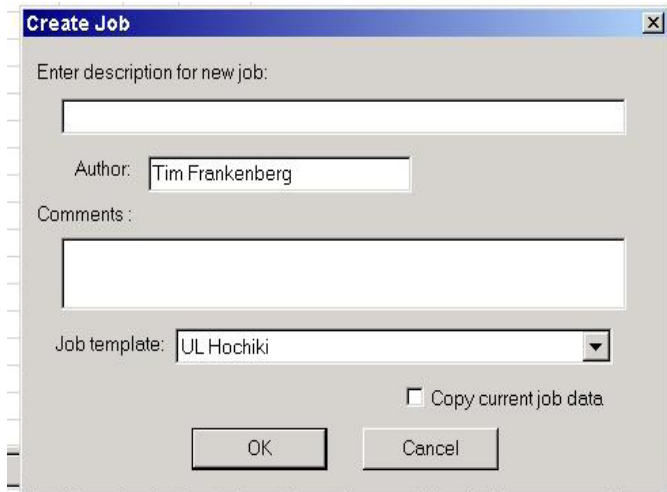 Create Job
Enter description for new job:
Author: Tim Frankenberg
Comments :
Job template: UL Hochiki
Copy current job data
OK Cancel